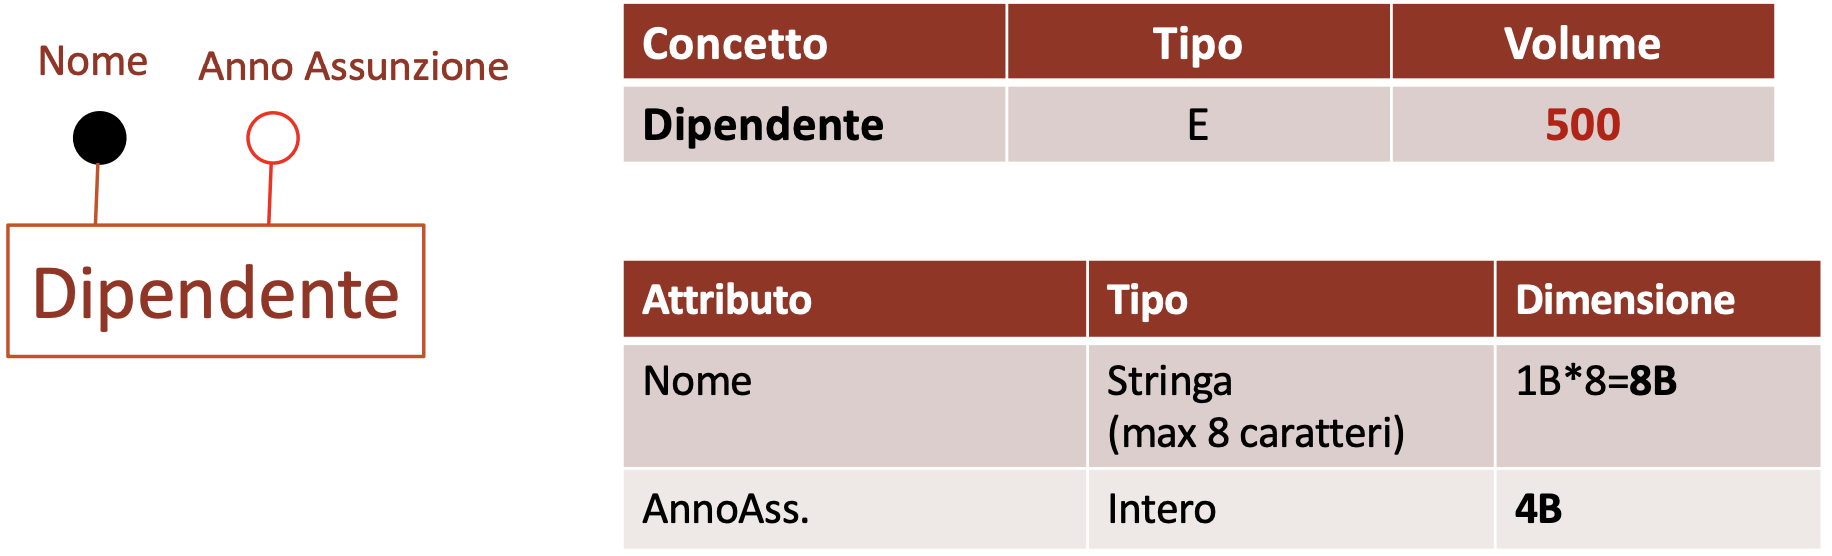 Nome Anno Assunzione
Dipendente
Concetto Tipo Volume
Dipendente E 500
Attributo Tipo Dimensione
Nome Stringa 1B*8=8B
(max 8 caratteri)
AnnoAss. Intero 4B